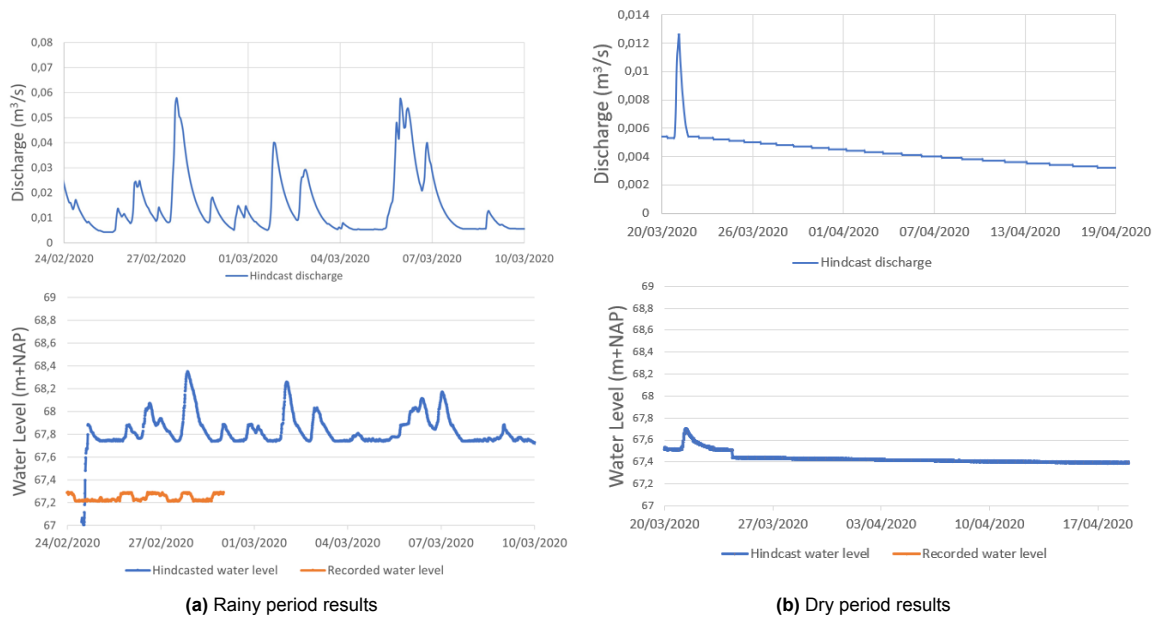 Discharge (m³/s)
0,08
0,07
0,06
0,05
0,04
0,03
0,02
0,01
0
24/02/2020 27/02/2020 01/03/2020 04/03/2020 07/03/2020 10/03/2020
Hindcast discharge
Water Level (m+NAP)
69
68,8
68,6
68,4
68,2
68
67,8
67,6
67,4
67,2
67
24/02/2020 27/02/2020 01/03/2020 04/03/2020 07/03/2020 10/03/2020
Hindcasted water level Recorded water level
(a) Rainy period results
Discharge (m³/s)
0,014
0,012
0,01
0,008
0,006
0,004
0,002
0
20/03/2020 26/03/2020 01/04/2020 07/04/2020 13/04/2020 19/04/2020
Hindcast discharge
Water Level (m+NAP)
69
68,8
68,6
68,4
68,2
68
67,8
67,6
67,4
67,2
67
20/03/2020 27/03/2020 03/04/2020 10/04/2020 17/04/2020
Hindcast water level Recorded water level
(b) Dry period results